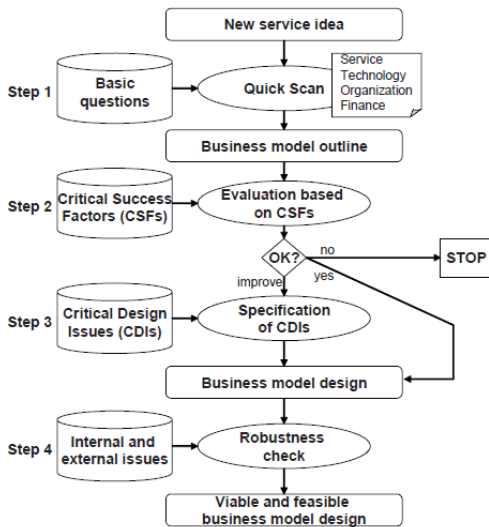 New service idea
Service
Technology
Organization
Finance
Step 1
Basic
questions
Quick Scan
Business model outline
Step 2
Critical Success
Factors (CSFs)
Evaluation based
on CSFs
OK?
no
STOP
improve
yes
Step 3
Critical Design
Issues (CDIs)
Specification
of CDIs
Business model design
Step 4
Internal and
external issues
Robustness
check
Viable and feasible
business model design